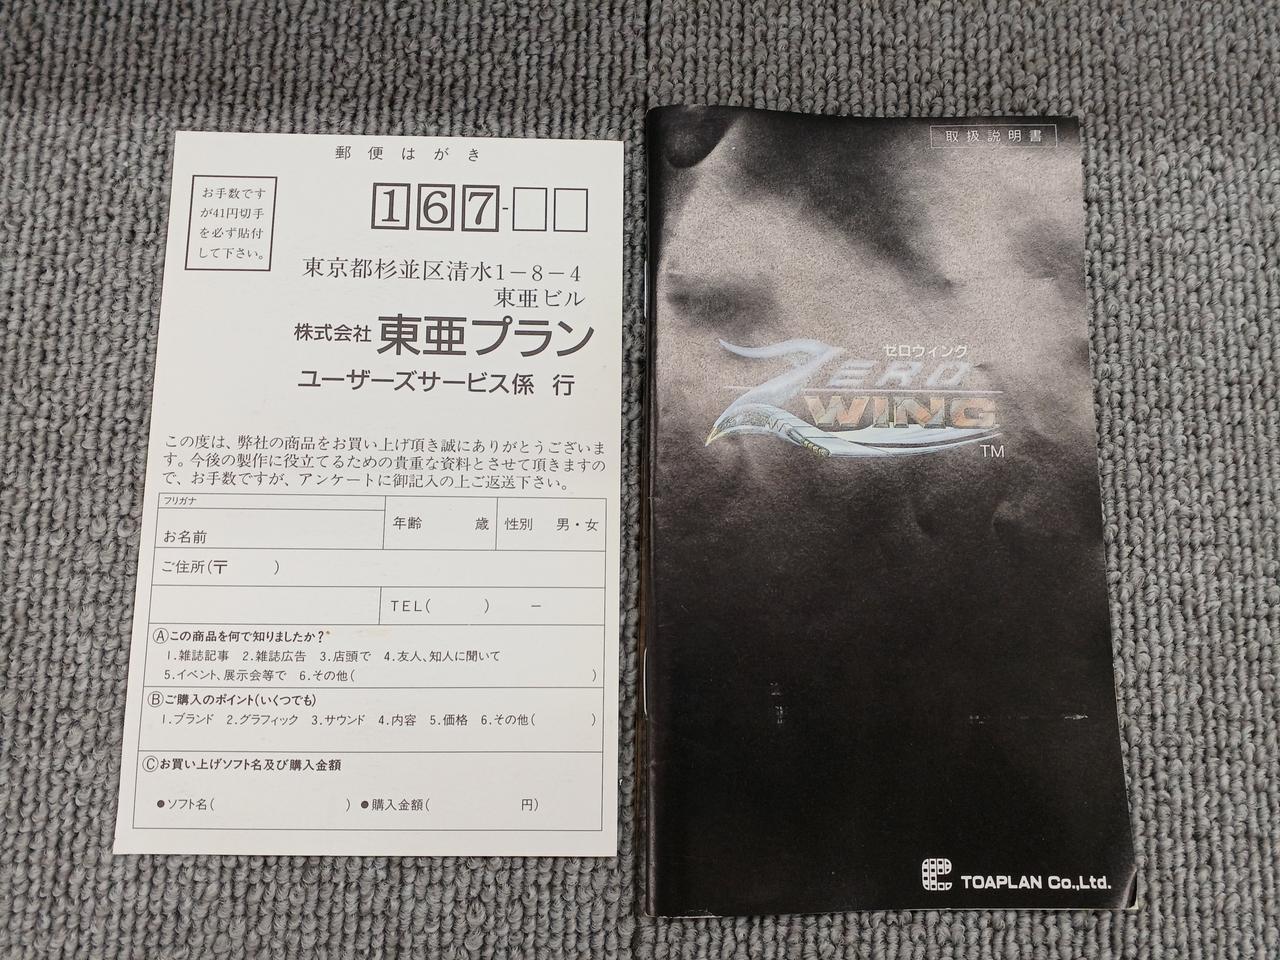 郵便はがき
お手数です
が41円切手
を必ず貼付
して下さい。
167-
東京都杉並区清水1-8-4
東亜ビル
株式会社 東亜プラン
ユーザーズサービス係 行
この度は、弊社の商品をお買い上げ頂き誠にありがとうございま
す。今後の製作に役立てるための貴重な資料とさせて頂きますの
で、お手数ですが、アンケートに御記入の上ご返送下さい。
フリガナ
お名前
年齢 歳
性別 男・女
ご住所(〒 )
TEL( ) －
Ⓐこの商品を何で知りましたか?
1.雑誌記事 2.雑誌広告 3.店頭で 4.友人、知人に聞いて
5.イベント、展示会等で 6.その他( )
Ⓑご購入のポイント(いくつでも)
1.ブランド 2.グラフィック 3.サウンド 4.内容 5.価格 6.その他( )
Ⓒお買い上げソフト名及び購入金額
●ソフト名( ) ●購入金額( 円)
取扱説明書
ゼロウィング
ZERO
WING
TM
TOAPLAN Co.,Ltd.